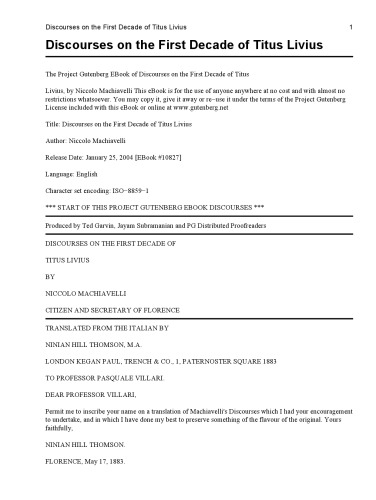 Discourses on the First Decade of Titus Livius 1
Discourses on the First Decade of Titus Livius
The Project Gutenberg EBook of Discourses on the First Decade of Titus
Livius, by Niccolo Machiavelli This eBook is for the use of anyone anywhere at no cost and with almost no
restrictions whatsoever. You may copy it, give it away or re−use it under the terms of the Project Gutenberg
License included with this eBook or online at www.gutenberg.net
Title: Discourses on the First Decade of Titus Livius
Author: Niccolo Machiavelli
Release Date: January 25, 2004 [EBook #10827]
Language: English
Character set encoding: ISO−8859−1
*** START OF THIS PROJECT GUTENBERG EBOOK DISCOURSES ***
Produced by Ted Garvin, Jayam Subramanian and PG Distributed Proofreaders
DISCOURSES ON THE FIRST DECADE OF
TITUS LIVIUS
BY
NICCOLO MACHIAVELLI
CITIZEN AND SECRETARY OF FLORENCE
TRANSLATED FROM THE ITALIAN BY
NINIAN HILL THOMSON, M.A.
LONDON KEGAN PAUL, TRENCH & CO., 1, PATERNOSTER SQUARE 1883
TO PROFESSOR PASQUALE VILLARI.
DEAR PROFESSOR VILLARI,
Permit me to inscribe your name on a translation of Machiavelli's Discourses which I had your encouragement
to undertake, and in which I have done my best to preserve something of the flavour of the original. Yours
faithfully,
NINIAN HILL THOMSON.
FLORENCE, May 17, 1883.